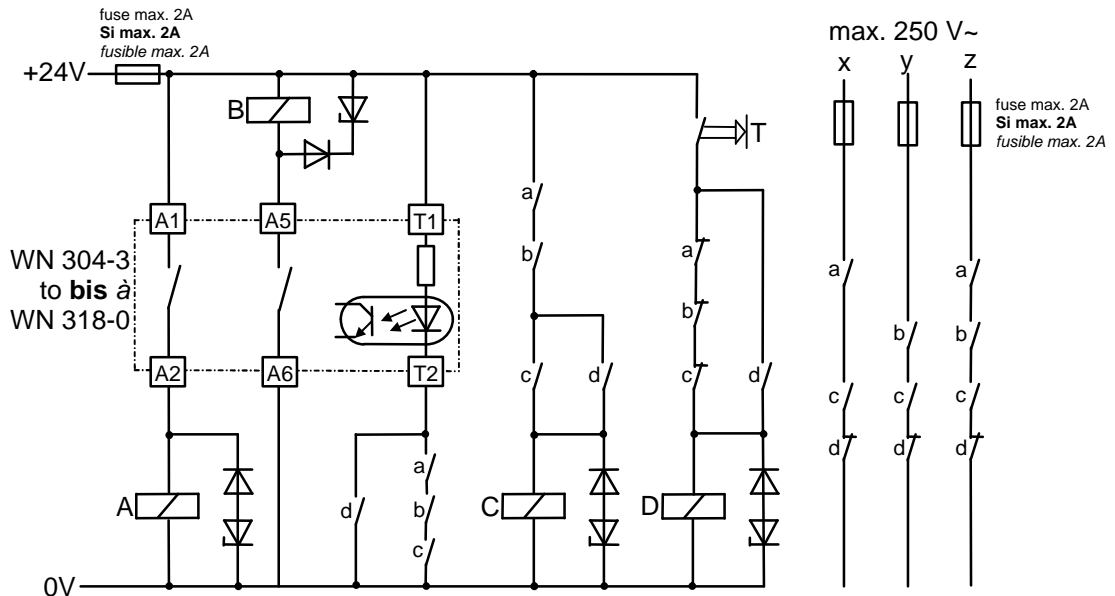 fuse max. 2A
Si max. 2A
fusible max. 2A
+24V
B
T
max. 250 V~
x y z
fuse max. 2A
Si max. 2A
fusible max. 2A
A1 A5 T1
WN 304-3
to bis à
WN 318-0
A2 A6 T2
a
b
c d
a
b
c d
a a
b b
c c c
d d d
A
d
a
b
c
C
D
0V